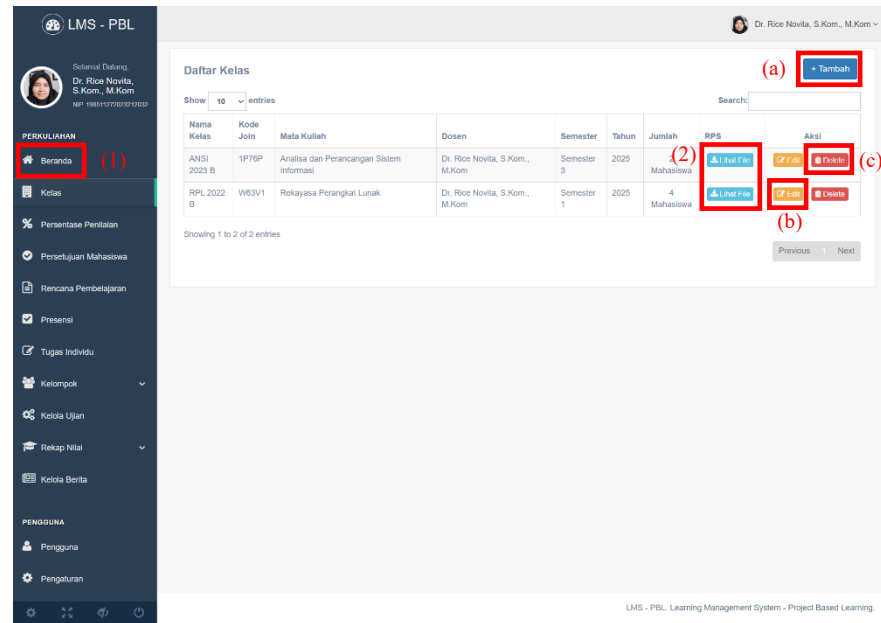 LMS - PBL
Dr. Rice Novita, S.Kom., M.Kom
Selamat Datang,
Dr. Rice Novita,
S.Kom., M.Kom
PERKULIAHAN
Beranda
(1)
Kelas
Persentase Penilaian
Persetujuan Mahasiswa
Rencana Pembelajaran
Presensi
Tugas Individu
Kelompok
Kelola Ujian
Rekap Nilai
Kelola Berita
PENGGUNA
Pengguna
Pengaturan
Daftar Kelas
(a)
+ Tambah
Show 10 entries
Search:
Nama Kelas Kode Join Mata Kuliah Dosen Semester Tahun Jumlah RPS Aksi
ANSI 2023 B 1P76P Analisa dan Perancangan Sistem Informasi Dr. Rice Novita, S.Kom., M.Kom Semester 3 2025 Mahasiswa Lihat File Edit Delete
(2)
(c)
RPL 2022 B W63V1 Rekayasa Perangkat Lunak Dr. Rice Novita, S.Kom., M.Kom Semester 1 2025 4 Mahasiswa Lihat File Edit Delete
(b)
Showing 1 to 2 of 2 entries
Previous 1 Next
LMS - PBL. Learning Management System - Project Based Learning.